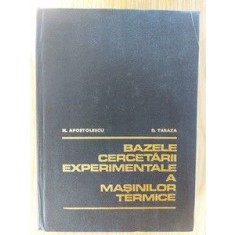 N. APOSTOLESCU D. TARAZA
BAZELE
CERCETĂRII
EXPERIMENTALE
A
MAȘINILOR
TERMICE